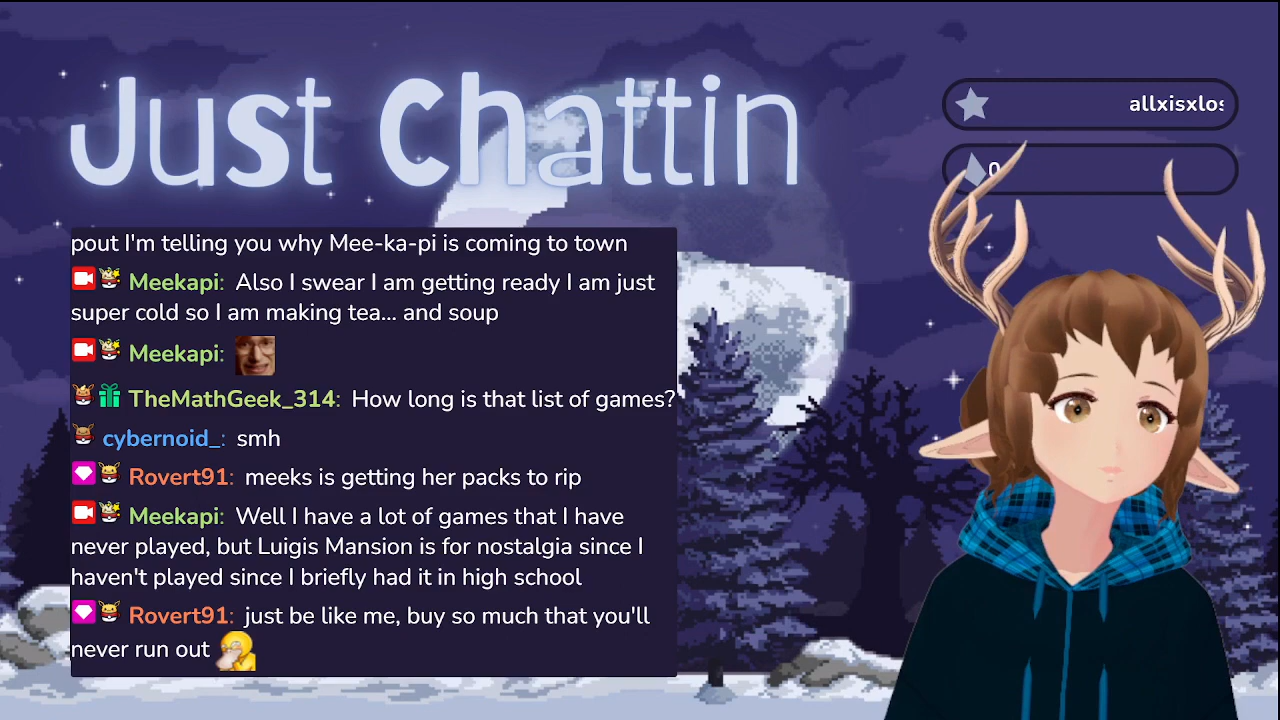 Just Chattin
allxisxlos
0
pout I'm telling you why Mee-ka-pi is coming to town
Meekapi: Also I swear I am getting ready I am just
super cold so I am making tea... and soup
Meekapi:
TheMathGeek_314: How long is that list of games?
cybernoid_: smh
Rovert91: meeks is getting her packs to rip
Meekapi: Well I have a lot of games that I have
never played, but Luigis Mansion is for nostalgia since I
haven't played since I briefly had it in high school
Rovert91: just be like me, buy so much that you'll
never run out